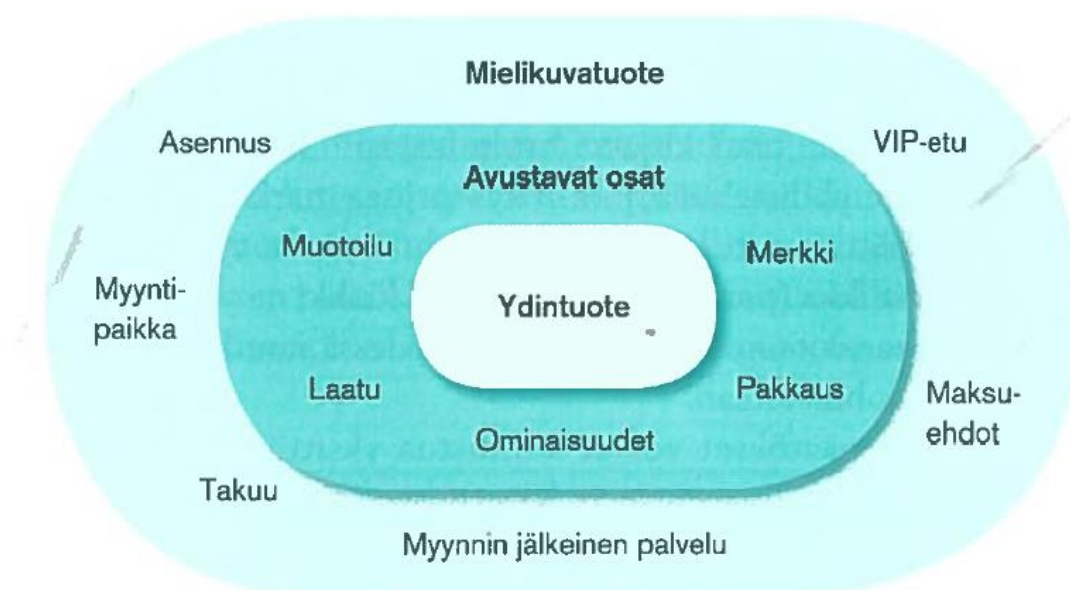 Mielikuvatuote
Asennus
VIP-etu
Avustavat osat
Muotoilu
Merkki
Myynti-
paikka
Ydintuote
Laatu
Pakkaus
Maksu-
ehdot
Ominaisuudet
Takuu
Myynnin jälkeinen palvelu